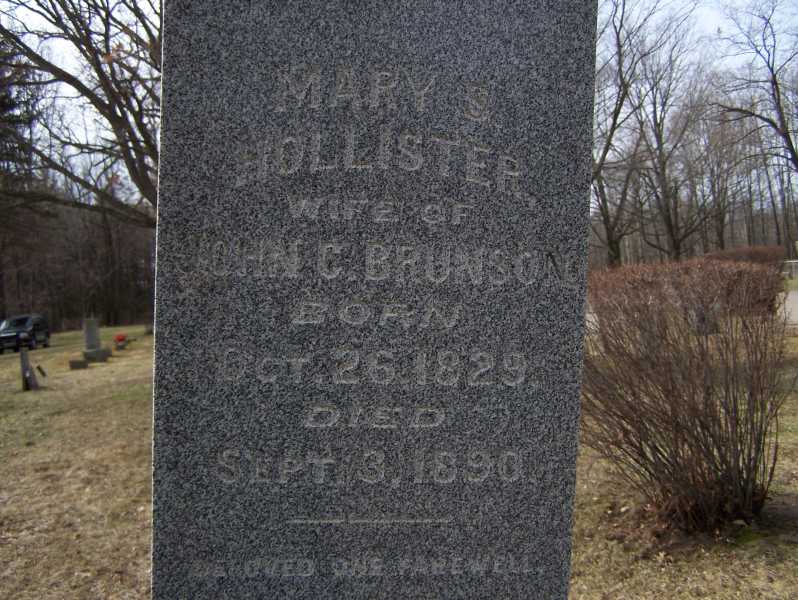 MARY S
HOLLISTER,
WIFE OF
JOHN C. BRUNSON
BORN
OCT. 26. 1829.
DIED
SEPT. 3, 1890.
BELOVED ONE FAREWELL.